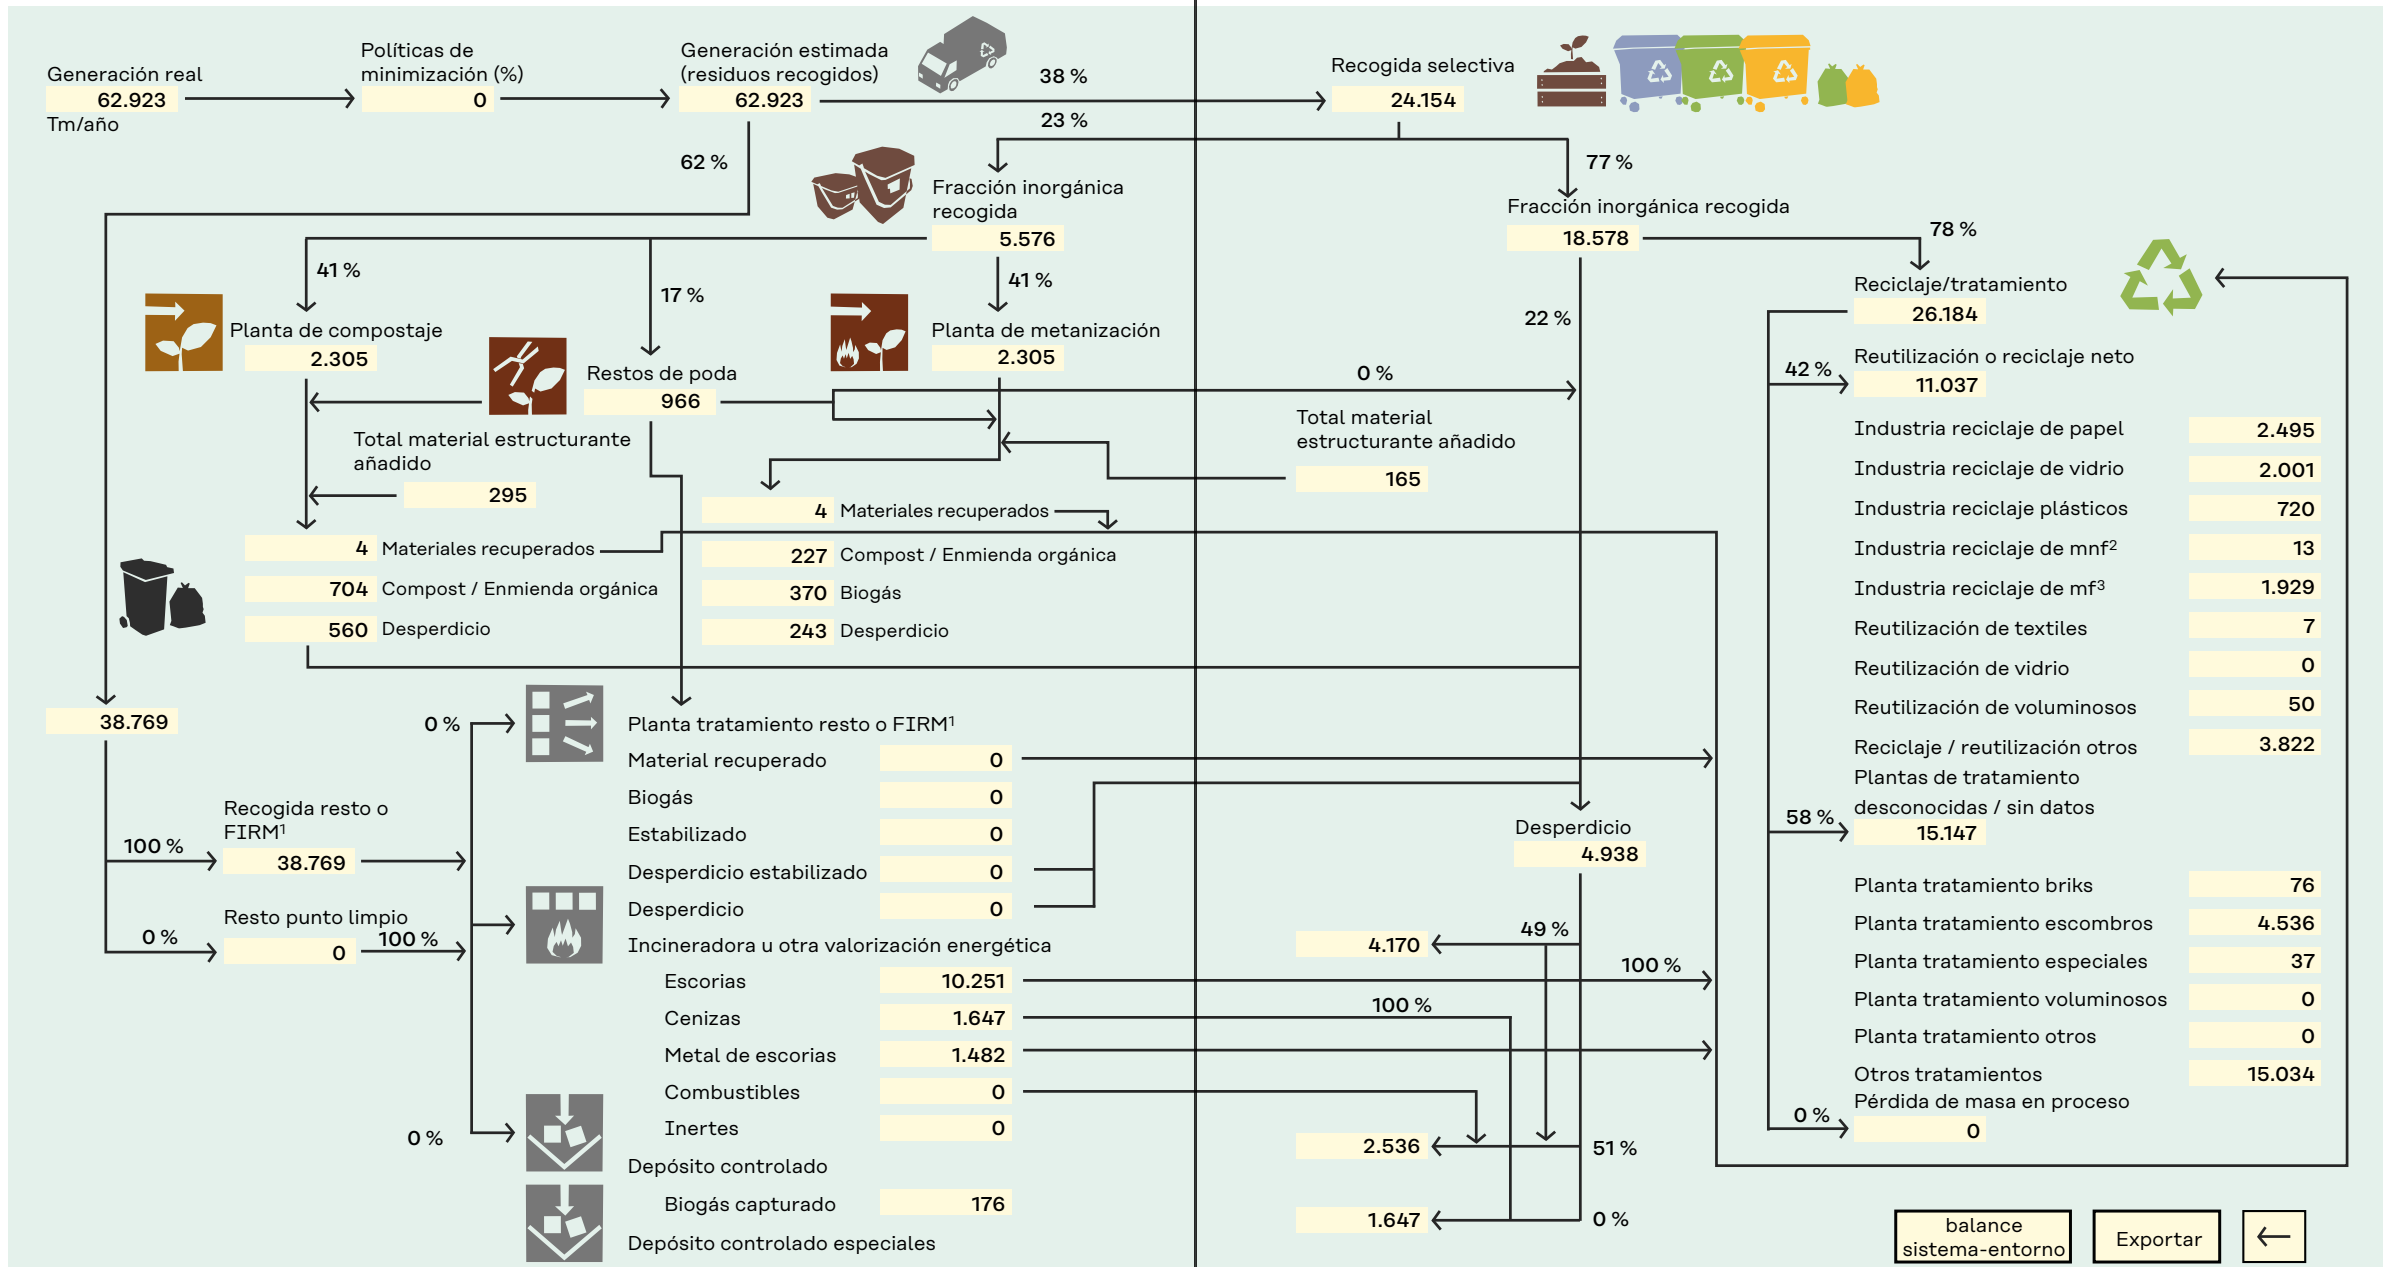 Generación real
62.923
Tm/año
Políticas de
minimización (%)
0
Generación estimada
(residuos recogidos)
62.923
38 %
Recogida selectiva
24.154
62 %
23 %
77 %
Fracción inorgánica
recogida
5.576
Fracción inorgánica recogida
18.578
78 %
22 %
41 %
17 %
41 %
Planta de compostaje
2.305
Restos de poda
966
Planta de metanización
2.305
0 %
Total material estructurante
añadido
295
Total material
estructurante añadido
165
4 Materiales recuperados
704 Compost / Enmienda orgánica
560 Desperdicio
4 Materiales recuperados
227 Compost / Enmienda orgánica
370 Biogás
243 Desperdicio
38.769
100 %
Recogida resto o
FIRM¹
38.769
0 %
Resto punto limpio
0
100 %
0 %
0 %
Planta tratamiento resto o FIRM¹
Material recuperado 0
Biogás 0
Estabilizado 0
Desperdicio estabilizado 0
Desperdicio 0
Incineradora u otra valorización energética
Escorias 10.251
Cenizas 1.647
Metal de escorias 1.482
Combustibles 0
Inertes 0
Depósito controlado
Biogás capturado 176
Depósito controlado especiales
Desperdicio
4.938
49 %
4.170
100 %
100 %
2.536
51 %
1.647
0 %
Reciclaje/tratamiento
26.184
Reutilización o reciclaje neto
42 %
11.037
Industria reciclaje de papel 2.495
Industria reciclaje de vidrio 2.001
Industria reciclaje plásticos 720
Industria reciclaje de mnf² 13
Industria reciclaje de mf³ 1.929
Reutilización de textiles 7
Reutilización de vidrio 0
Reutilización de voluminosos 50
Reciclaje / reutilización otros 3.822
Plantas de tratamiento
desconocidas / sin datos
58 %
15.147
Planta tratamiento briks 76
Planta tratamiento escombros 4.536
Planta tratamiento especiales 37
Planta tratamiento voluminosos 0
Planta tratamiento otros 0
Otros tratamientos 15.034
Pérdida de masa en proceso
0 %
0
balance
sistema-entorno
Exportar